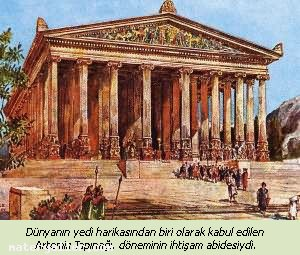 Dünyanın yedi harikasından biri olarak kabul edilen
Artemis Tapınağı, döneminin ihtişam abidesiydi.